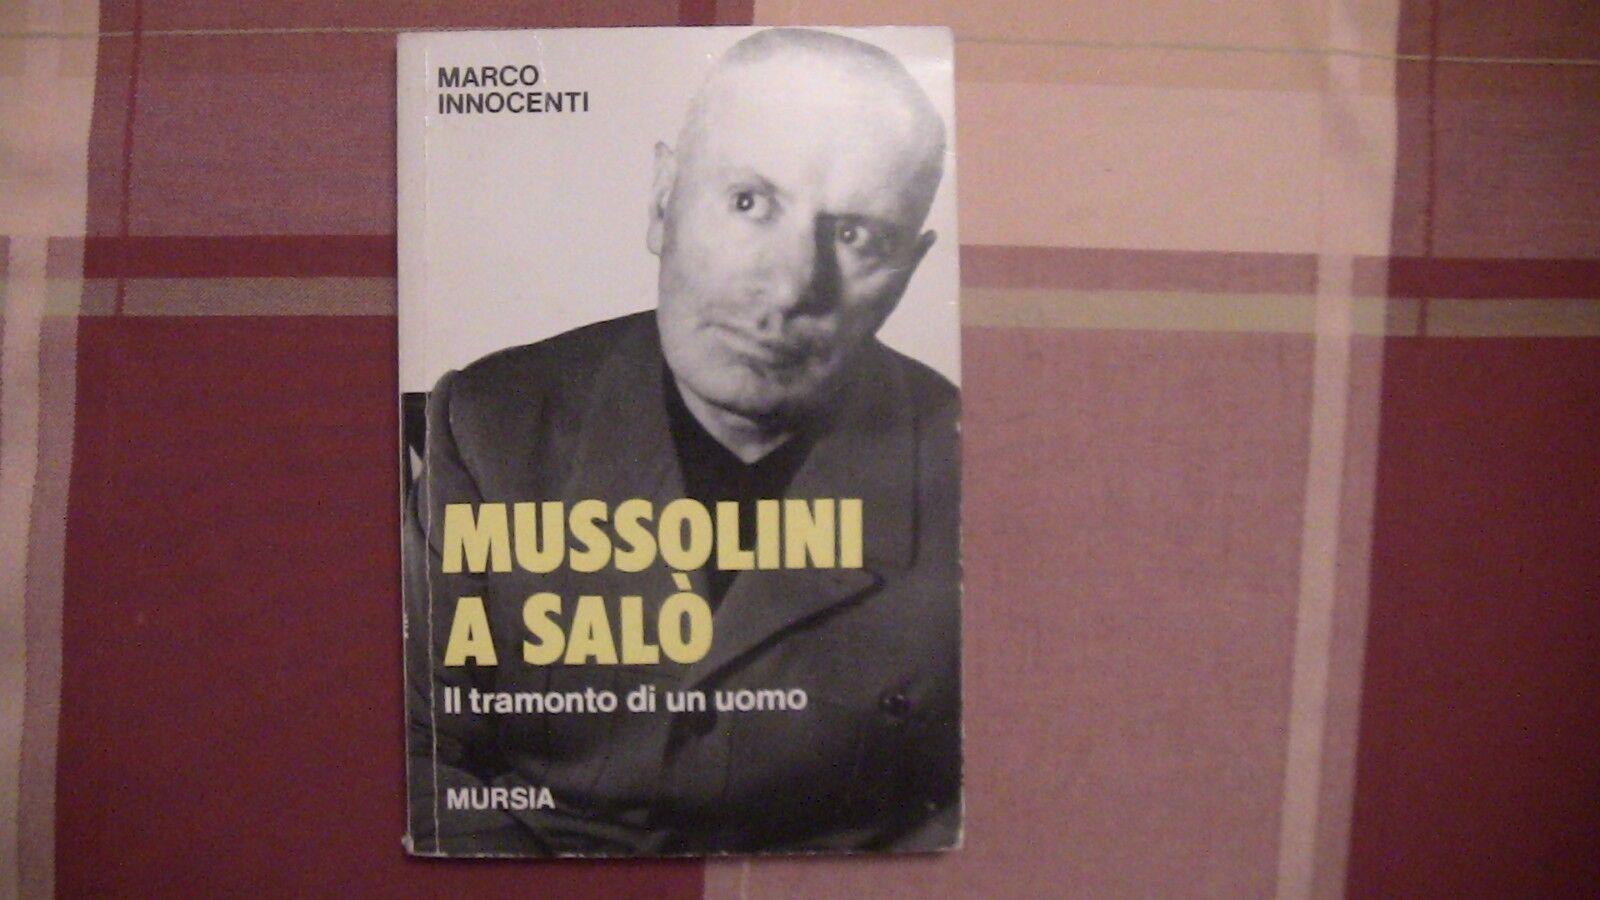 MARCO
INNOCENTI
MUSSOLINI
A SALÒ
Il tramonto di un uomo
MURSIA